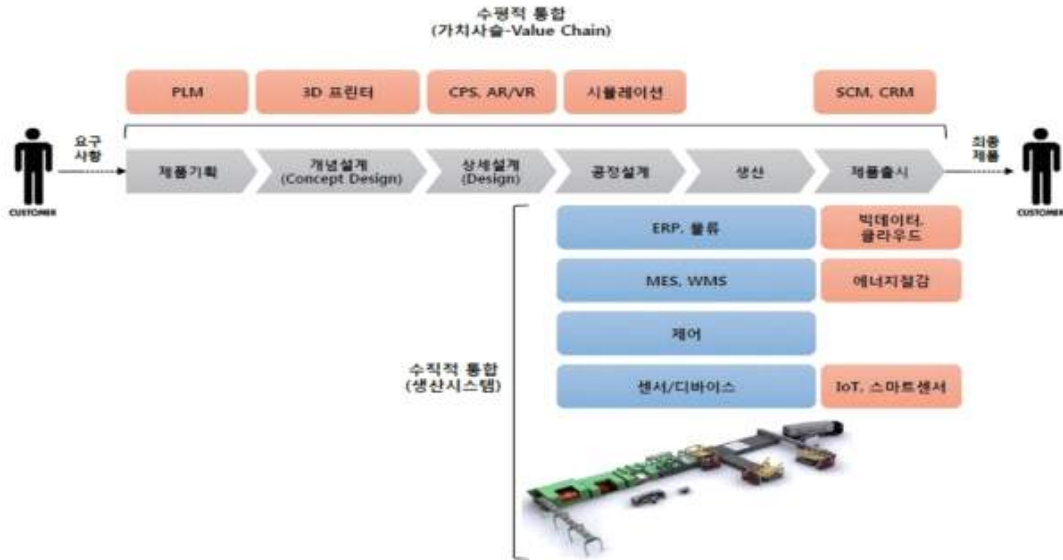 수평적 통합
(가치사슬-Value Chain)
PLM
3D 프린터
CPS, AR/VR
시뮬레이션
SCM, CRM
요구
사항
제품기획
개념설계
(Concept Design)
상세설계
(Design)
공정설계
생산
제품출시
최종
제품
CUSTOMER
CUSTOMER
ERP, 물류
빅데이터,
클라우드
MES, WMS
에너지절감
제어
수직적 통합
(생산시스템)
센서/디바이스
IoT, 스마트센서